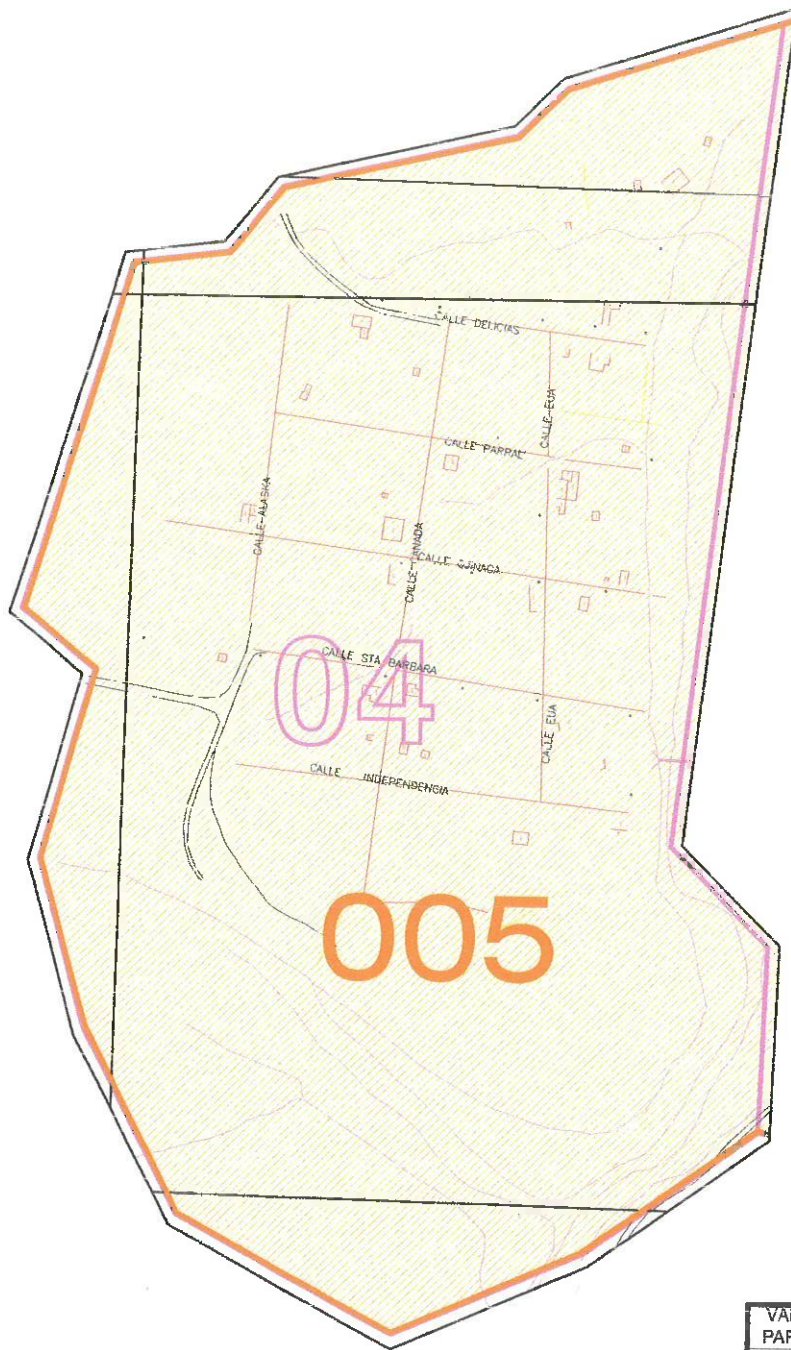 CALLE DELICIAS
CALLE EUA
CALLE PARRAL
CALLE ALASKA
CALLE CANADA
CALLE OJINAGA
04
CALLE STA BARBARA
CALLE EUA
CALLE INDEPENDENCIA
005